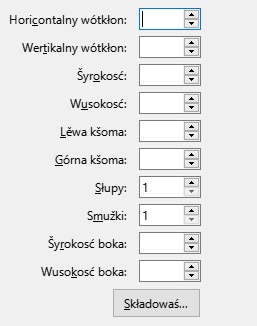 Horicontalny wótkłon:
Wertikalny wótkłon:
Šyrokosć:
Wusokosć:
Lěwa kšoma:
Górna kšoma:
Słupy: 1
Smužki: 1
Šyrokosć boka:
Wusokosć boka:
Składowaś...